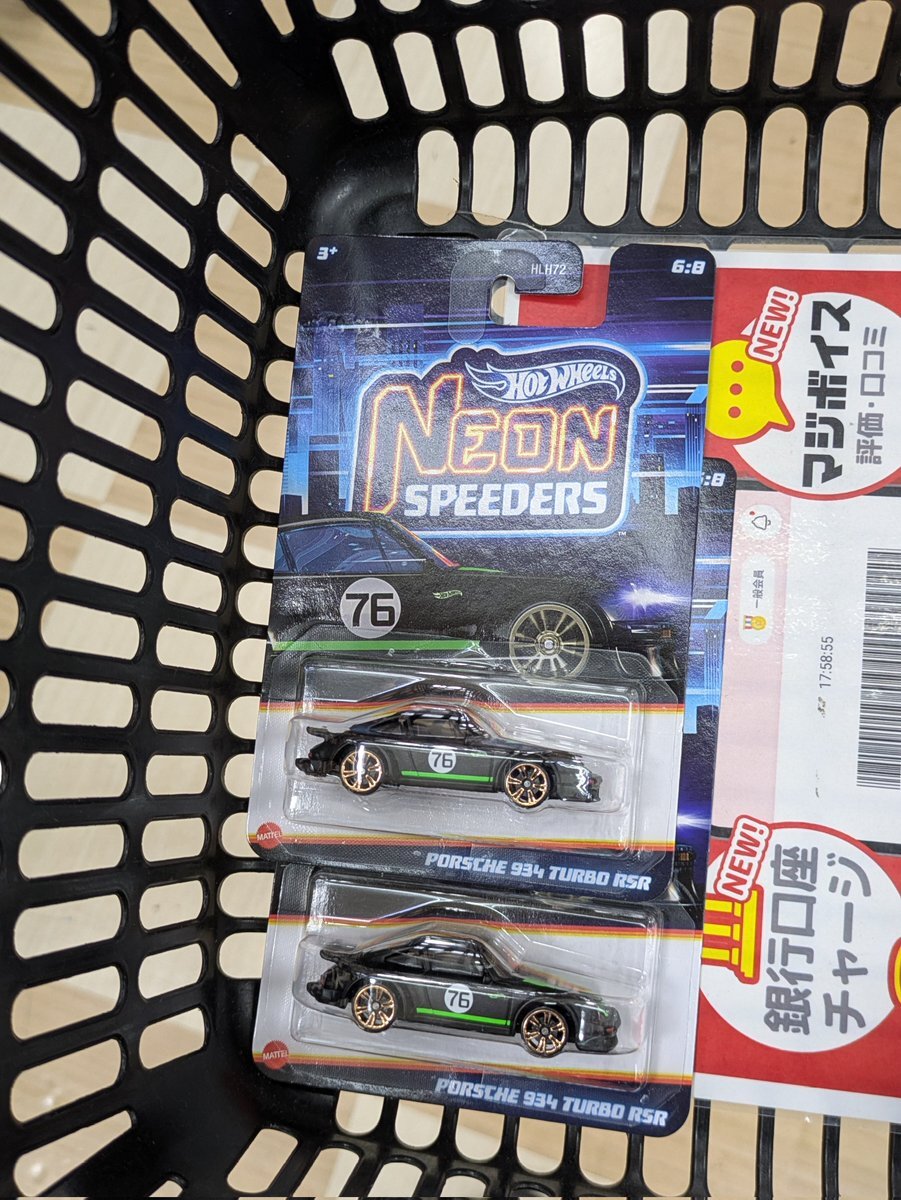 3+
HLH72
6:8
HOT WHEELS
NEON
SPEEDERS
™
76
76
MATTEL
PORSCHE 934 TURBO RSR
:8
76
MATTEL
PORSCHE 934 TURBO RSR
NEW!
マジボイス
評価・口コミ
一般会員
17:58:55
NEW!
銀行口座
チャージ